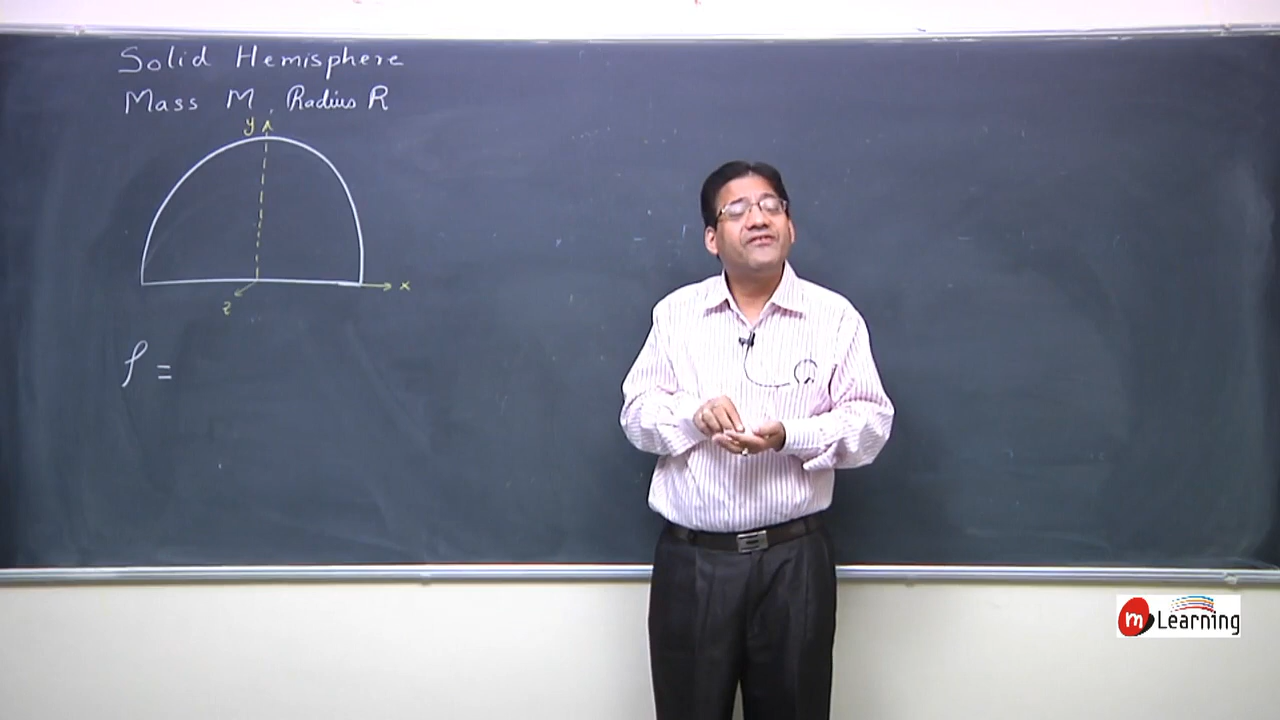 Solid Hemisphere
Mass M, Radius R
y
x
z
ρ =
m Learning